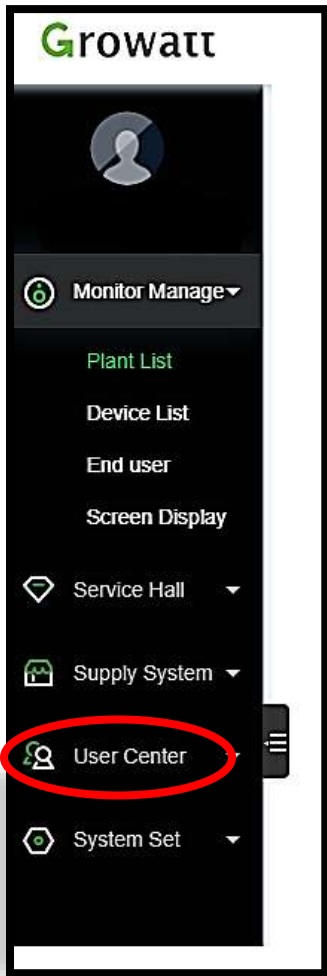 Growatt
Monitor Manage
Plant List
Device List
End user
Screen Display
Service Hall
Supply System
User Center
System Set